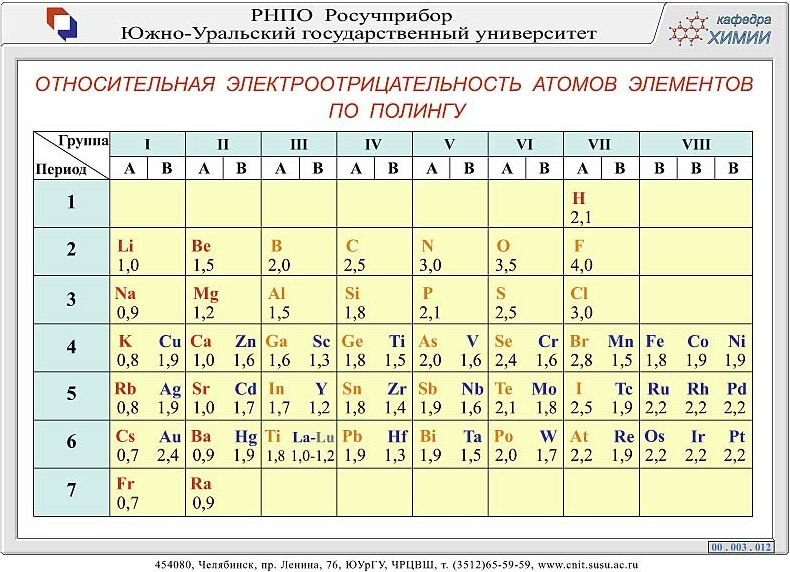 РНПО Росучприбор
Южно-Уральский государственный университет
кафедра
ХИМИИ
ОТНОСИТЕЛЬНАЯ ЭЛЕКТРООТРИЦАТЕЛЬНОСТЬ АТОМОВ ЭЛЕМЕНТОВ
ПО ПОЛИНГУ
Группа I II III IV V VI VII VIII
Период A B A B A B A B A B A B A B B B B
1 H
2,1
2 Li Be B C N O F
1,0 1,5 2,0 2,5 3,0 3,5 4,0
3 Na Mg Al Si P S Cl
0,9 1,2 1,5 1,8 2,1 2,5 3,0
4 K Cu Ca Zn Ga Sc Ge Ti As V Se Cr Br Mn Fe Co Ni
0,8 1,9 1,0 1,6 1,6 1,3 1,8 1,5 2,0 1,6 2,4 1,6 2,8 1,5 1,8 1,9 1,9
5 Rb Ag Sr Cd In Y Sn Zr Sb Nb Te Mo I Tc Ru Rh Pd
0,8 1,9 1,0 1,7 1,7 1,2 1,8 1,4 1,9 1,6 2,1 1,8 2,5 1,9 2,2 2,2 2,2
6 Cs Au Ba Hg Ti La-Lu Pb Hf Bi Ta Po W At Re Os Ir Pt
0,7 2,4 0,9 1,9 1,8 1,0-1,2 1,9 1,3 1,9 1,5 2,0 1,7 2,2 1,9 2,2 2,2 2,2
7 Fr Ra
0,7 0,9
00 . 003 . 012
454080, Челябинск, пр. Ленина, 76, ЮУрГУ, ЧРЦВШ, т. (3512)65-59-59, www.cnit.susu.ac.ru